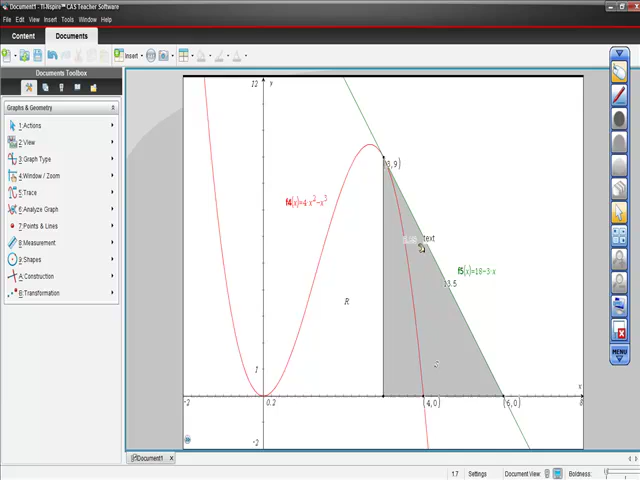 Document1 - TI-Nspire™ CAS Teacher Software
File Edit View Insert Tools Window Help
Content Documents
Insert
Documents Toolbox
Graphs & Geometry
1:Actions
2:View
3:Graph Type
4:Window / Zoom
5:Trace
6:Analyze Graph
7:Points & Lines
8:Measurement
9:Shapes
A:Construction
B:Transformation
12
y
(3,9)
f4(x)=4·x²-x³
text
f5(x)=18-3·x
13.5
R
S
1
x
-2
0.2
(4,0)
(6,0)
8
-2
MENU
Document1
1.7 Settings Document View: Boldness: